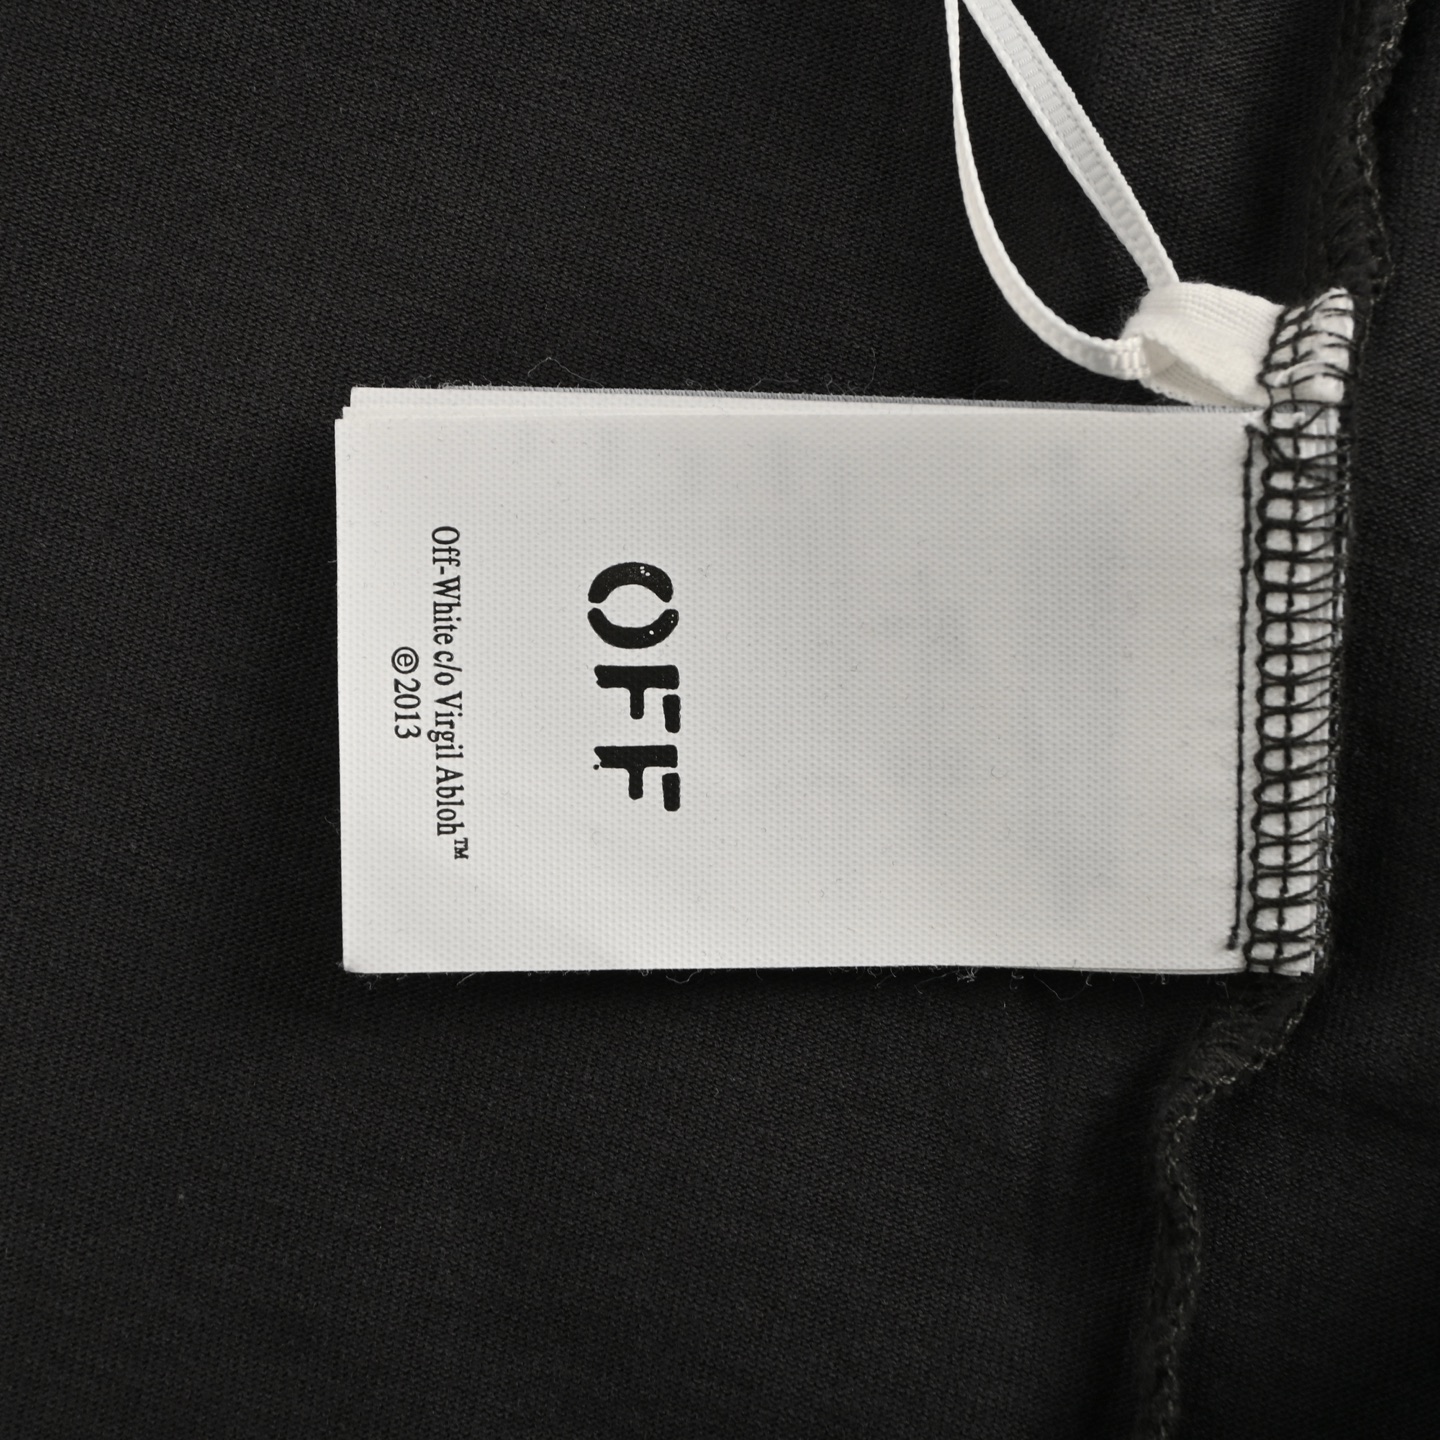 OFF
Off-White c/o Virgil Abloh™
©2013